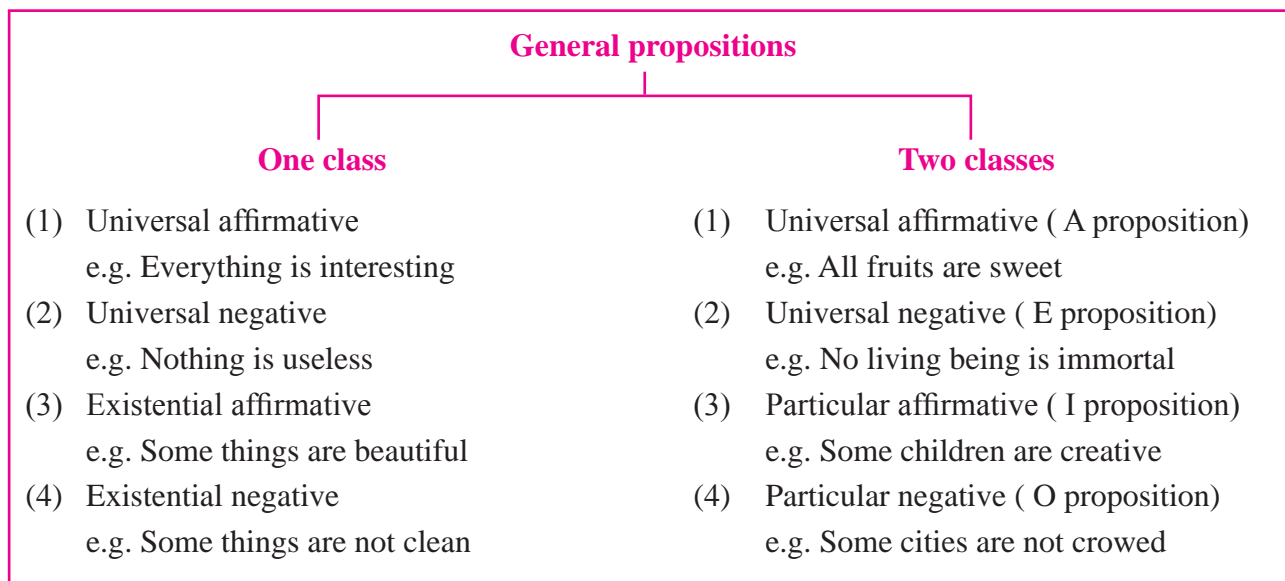 General propositions
One class
(1) Universal affirmative
e.g. Everything is interesting
(2) Universal negative
e.g. Nothing is useless
(3) Existential affirmative
e.g. Some things are beautiful
(4) Existential negative
e.g. Some things are not clean
Two classes
(1) Universal affirmative ( A proposition)
e.g. All fruits are sweet
(2) Universal negative ( E proposition)
e.g. No living being is immortal
(3) Particular affirmative ( I proposition)
e.g. Some children are creative
(4) Particular negative ( O proposition)
e.g. Some cities are not crowed